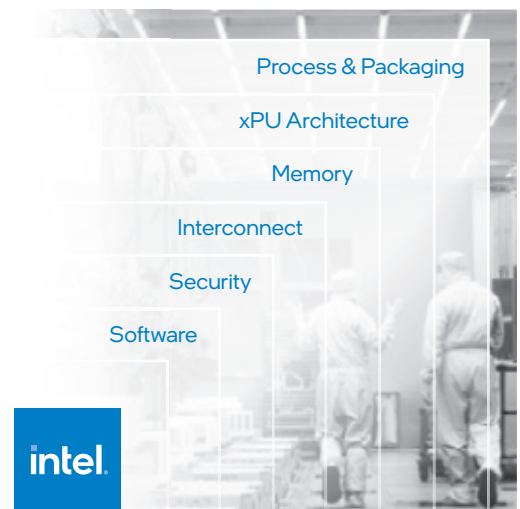 Process & Packaging
xPU Architecture
Memory
Interconnect
Security
Software
intel.